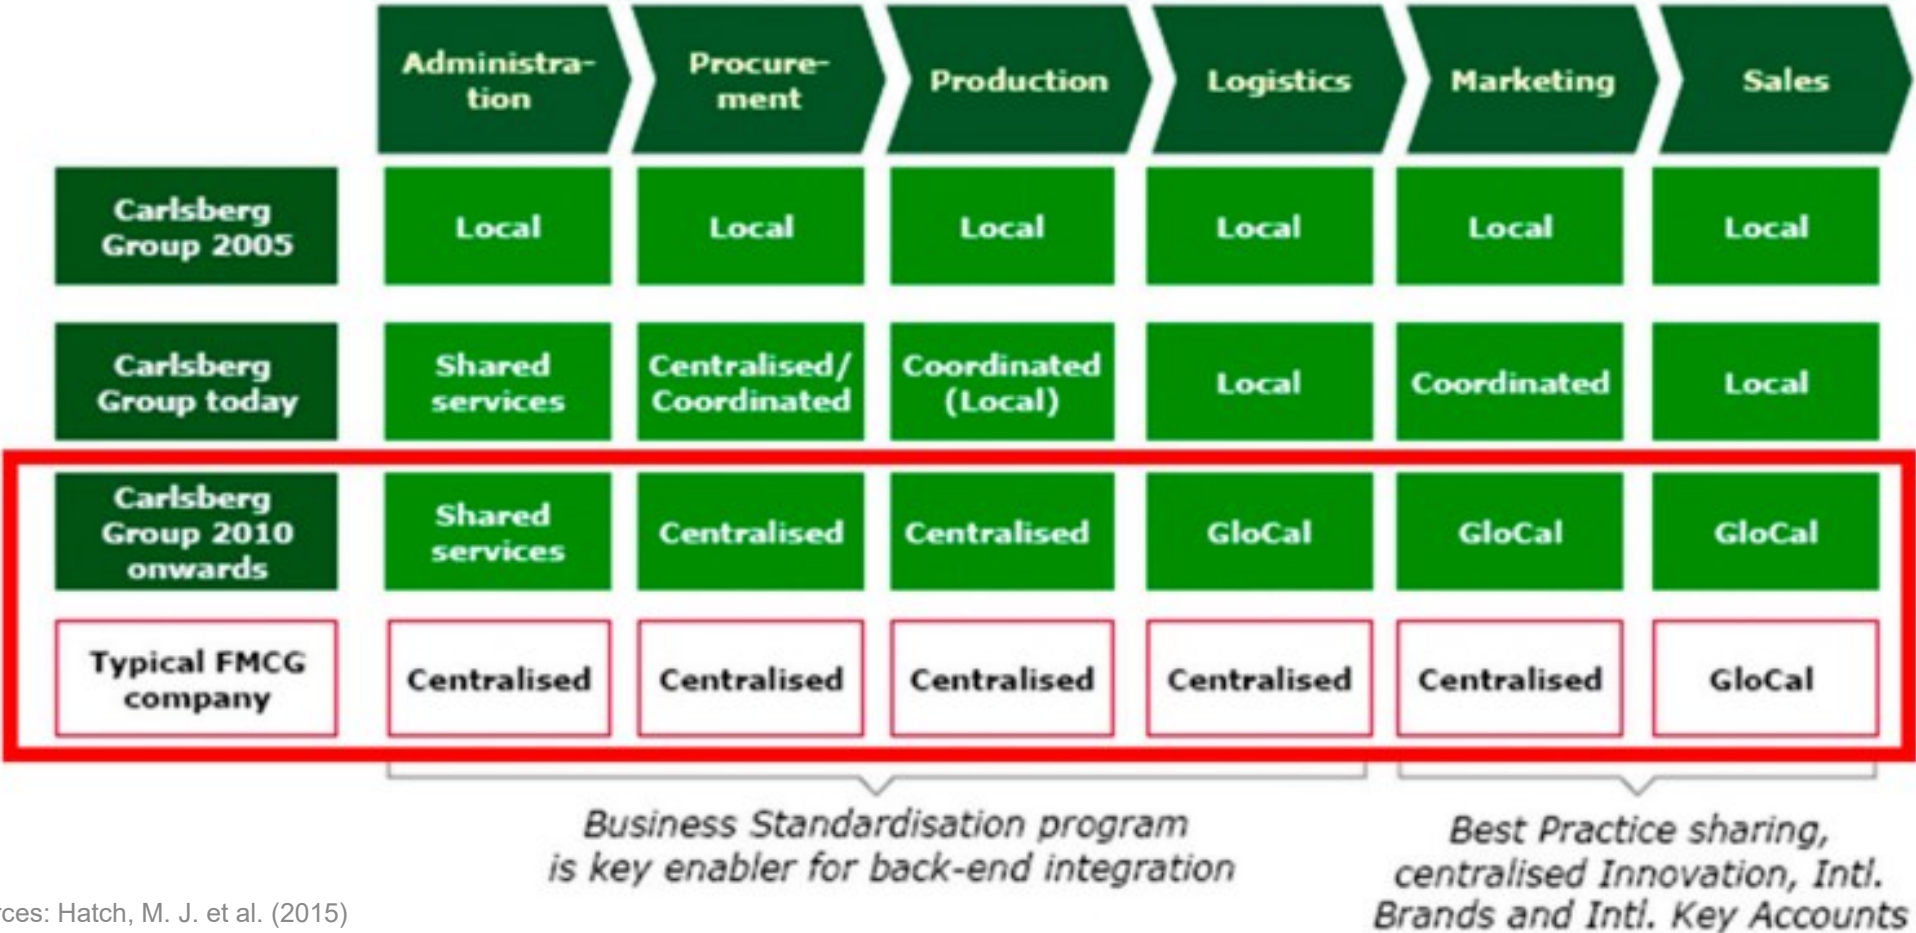 Administra-
tion
Procure-
ment
Production
Logistics
Marketing
Sales
Carlsberg
Group 2005
Local
Local
Local
Local
Local
Local
Carlsberg
Group today
Shared
services
Centralised/
Coordinated
Coordinated
(Local)
Local
Coordinated
Local
Carlsberg
Group 2010
onwards
Shared
services
Centralised
Centralised
GloCal
GloCal
GloCal
Typical FMCG
company
Centralised
Centralised
Centralised
Centralised
Centralised
GloCal
Business Standardisation program
is key enabler for back-end integration
Best Practice sharing,
centralised Innovation, Intl.
Brands and Intl. Key Accounts
rces: Hatch, M. J. et al. (2015)